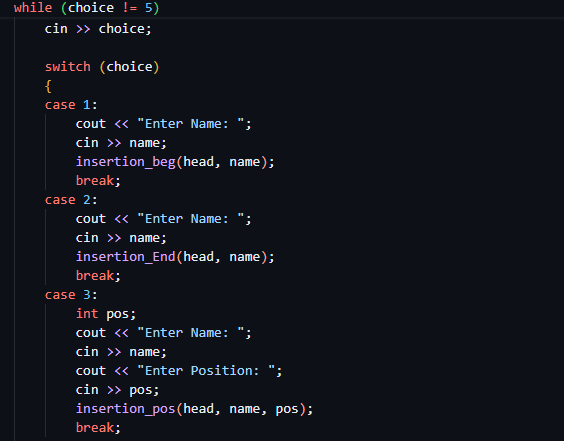 while (choice != 5)
cin >> choice;
switch (choice)
{
case 1:
cout << "Enter Name: ";
cin >> name;
insertion_beg(head, name);
break;
case 2:
cout << "Enter Name: ";
cin >> name;
insertion_End(head, name);
break;
case 3:
int pos;
cout << "Enter Name: ";
cin >> name;
cout << "Enter Position: ";
cin >> pos;
insertion_pos(head, name, pos);
break;